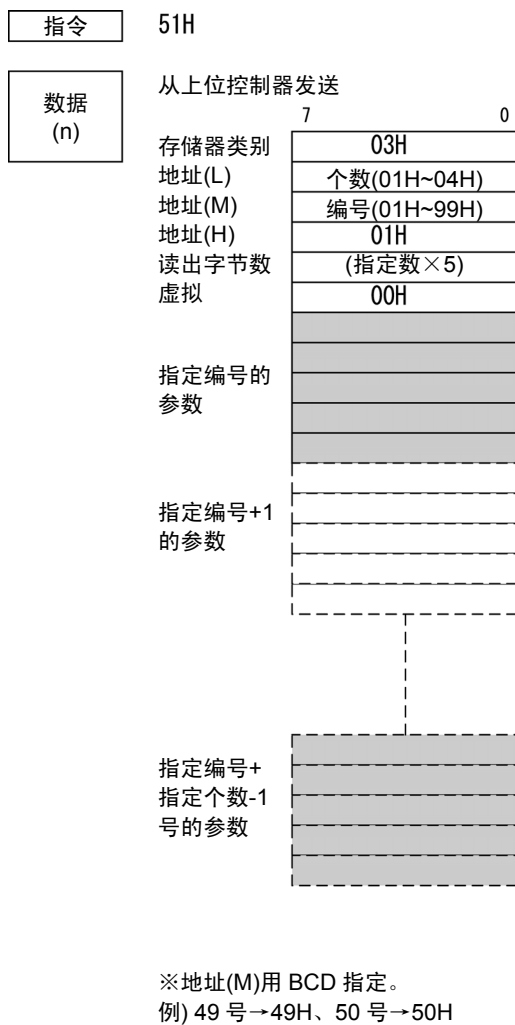 指令 51H
数据
(n)
从上位控制器发送
7 0
存储器类别 03H
地址(L) 个数(01H~04H)
地址(M) 编号(01H~99H)
地址(H) 01H
读出字节数 (指定数×5)
虚拟 00H
指定编号的
参数
指定编号+1
的参数
指定编号+
指定个数-1
号的参数
※地址(M)用 BCD 指定。
例) 49 号→49H、50 号→50H